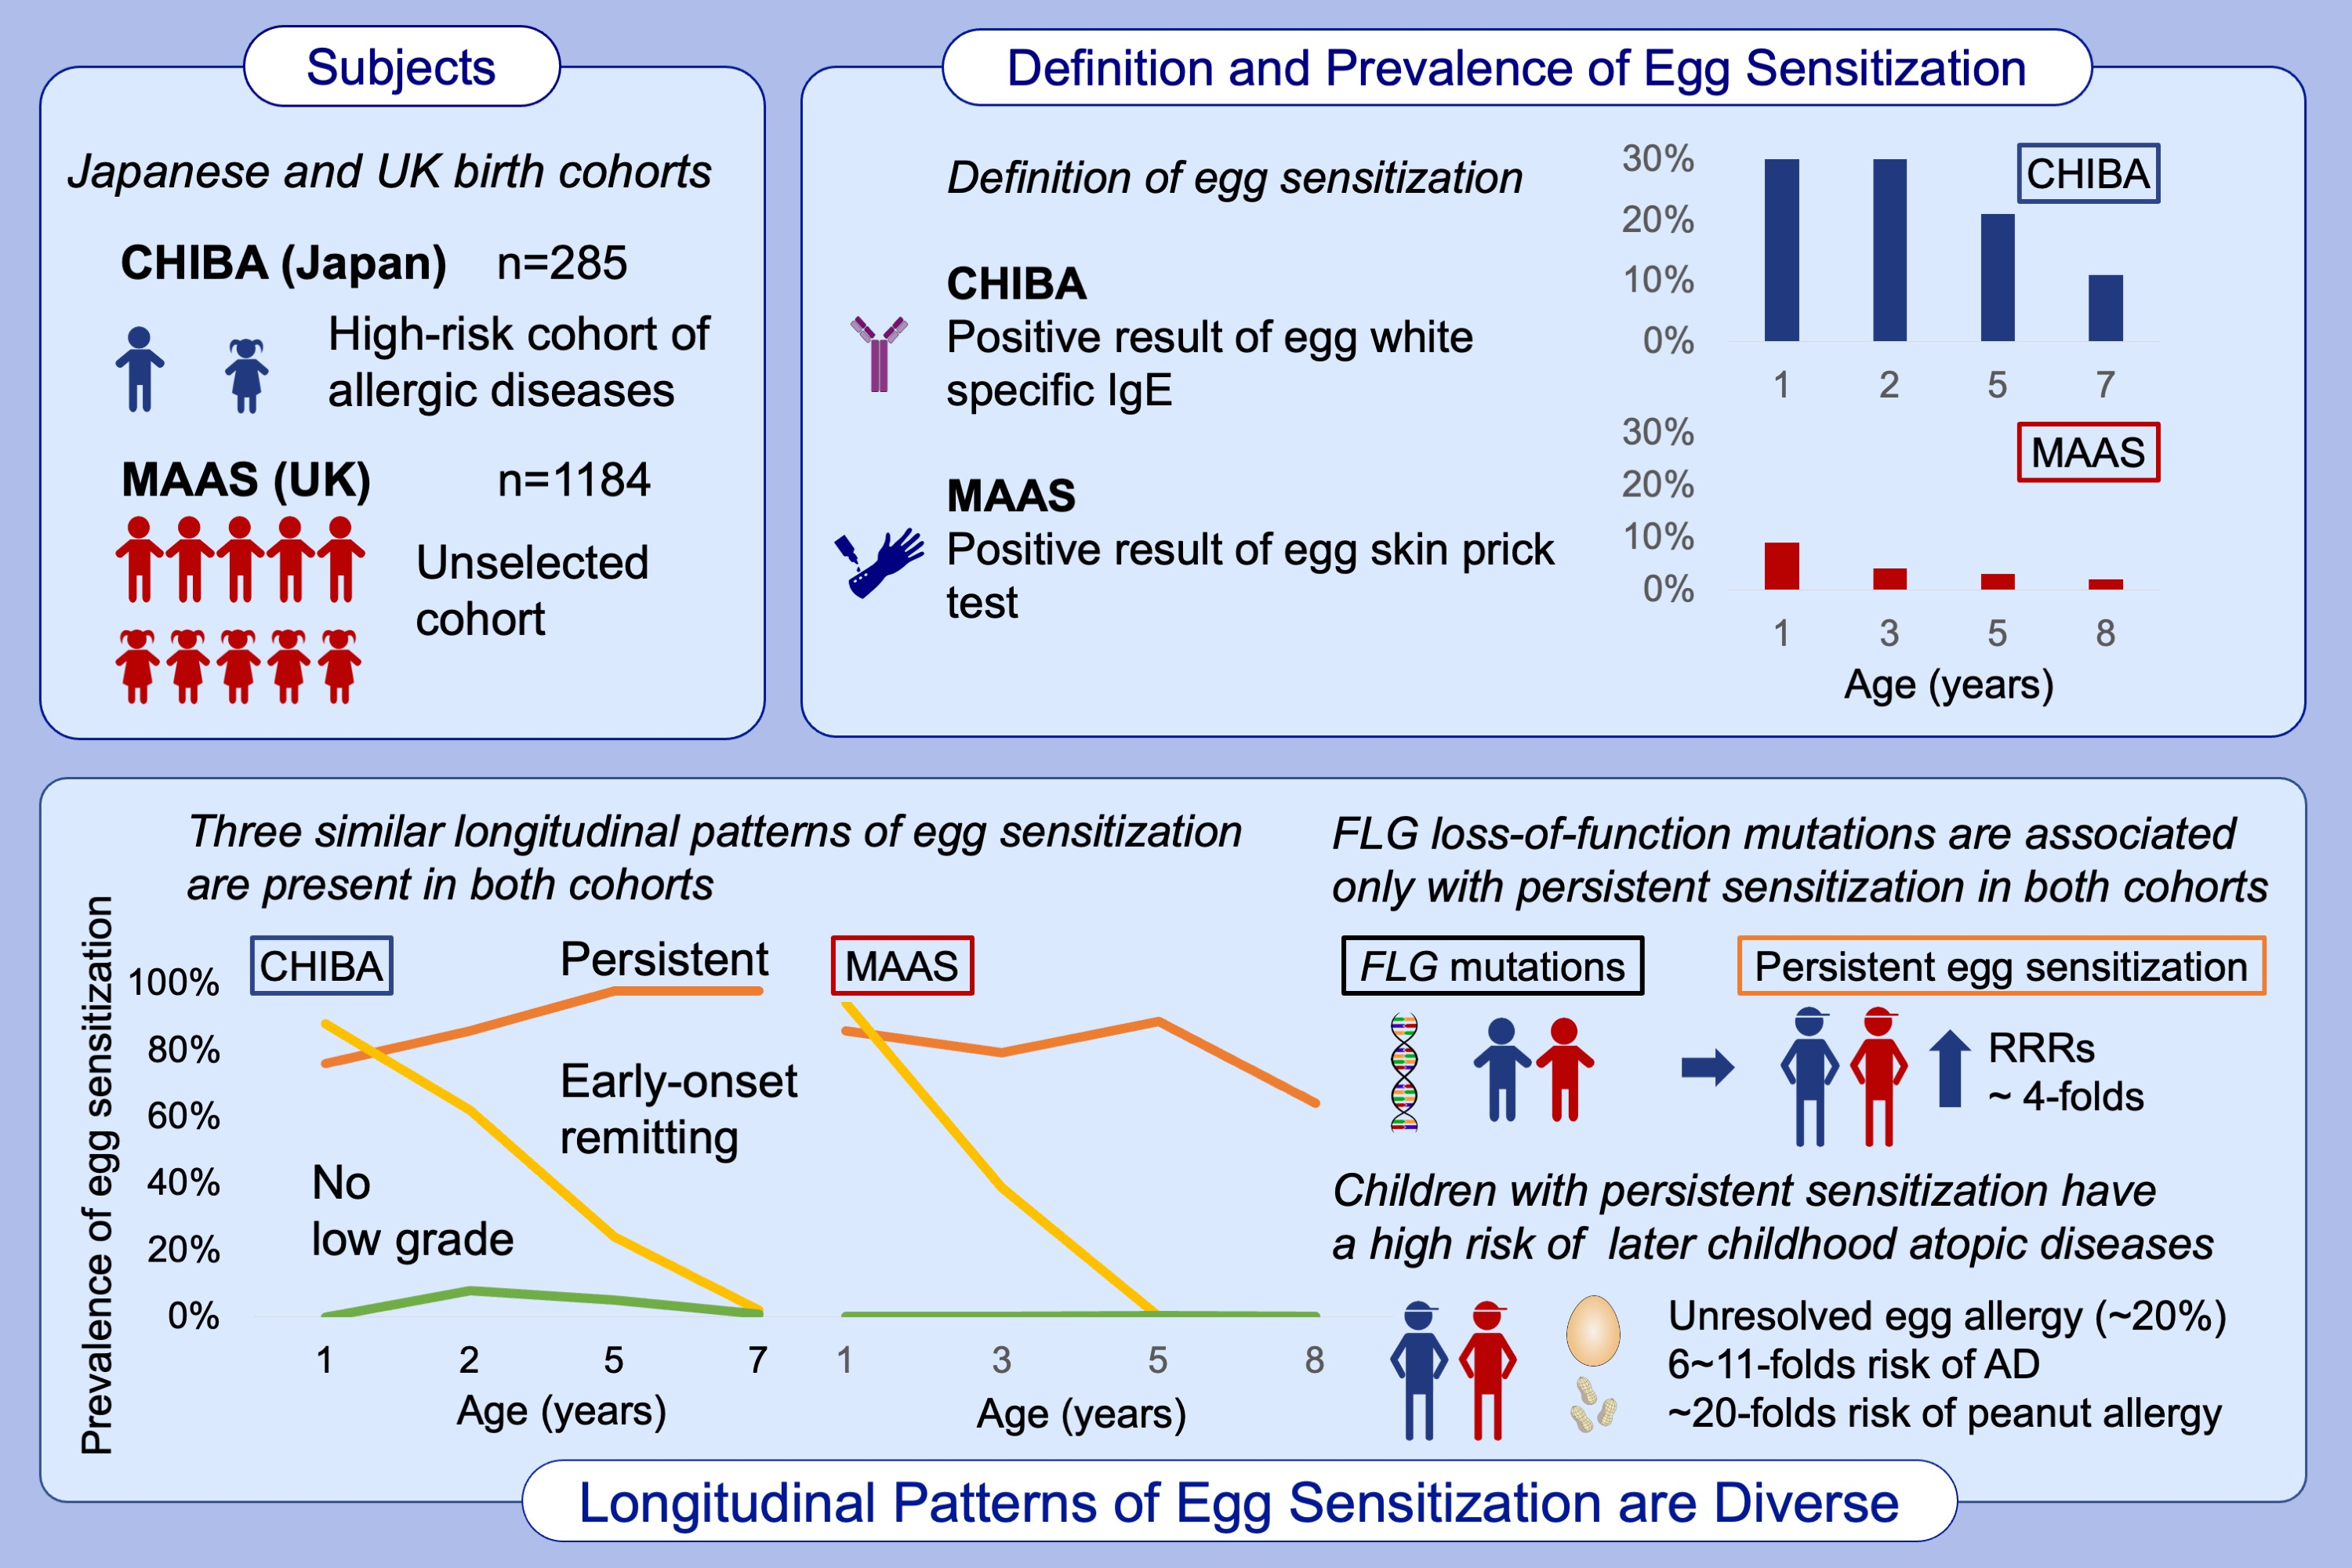 Subjects
Japanese and UK birth cohorts
CHIBA (Japan) n=285
High-risk cohort of
allergic diseases
MAAS (UK) n=1184
Unselected
cohort
Definition and Prevalence of Egg Sensitization
Definition of egg sensitization
CHIBA
Positive result of egg white
specific IgE
MAAS
Positive result of egg skin prick
test
CHIBA
30%
20%
10%
0%
1 2 5 7
MAAS
30%
20%
10%
0%
1 3 5 8
Age (years)
Three similar longitudinal patterns of egg sensitization
are present in both cohorts
Prevalence of egg sensitization
100%
80%
60%
40%
20%
0%
CHIBA
Persistent
Early-onset
remitting
No
low grade
1 2 5 7
Age (years)
MAAS
1 3 5 8
Age (years)
FLG loss-of-function mutations are associated
only with persistent sensitization in both cohorts
FLG mutations
Persistent egg sensitization
RRRs
~ 4-folds
Children with persistent sensitization have
a high risk of later childhood atopic diseases
Unresolved egg allergy (~20%)
6~11-folds risk of AD
~20-folds risk of peanut allergy
Longitudinal Patterns of Egg Sensitization are Diverse